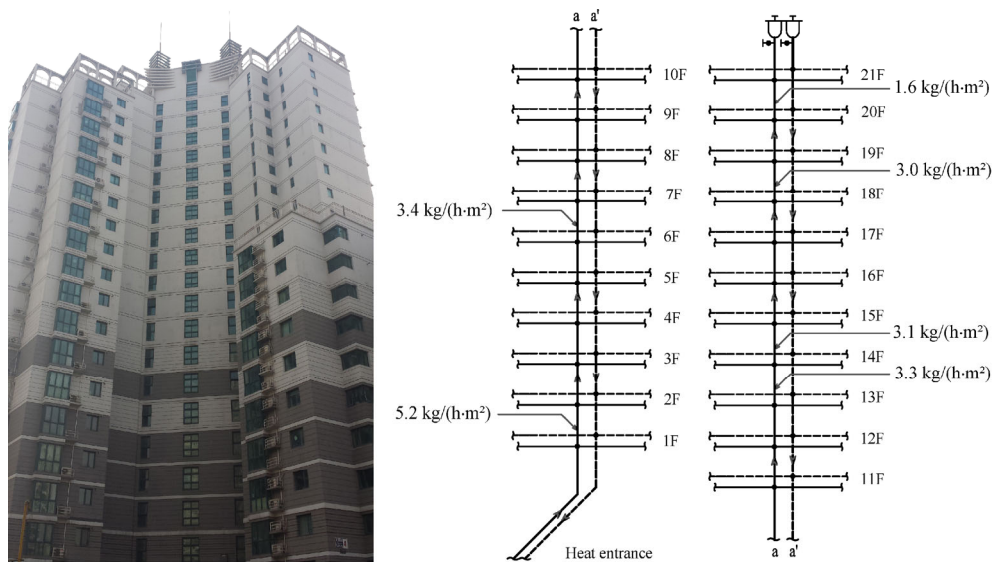 a a'
10F
9F
8F
7F
3.4 kg/(h·m²)
6F
5F
4F
3F
2F
5.2 kg/(h·m²)
1F
Heat entrance
21F
1.6 kg/(h·m²)
20F
19F
3.0 kg/(h·m²)
18F
17F
16F
15F
3.1 kg/(h·m²)
14F
3.3 kg/(h·m²)
13F
12F
11F
a a'